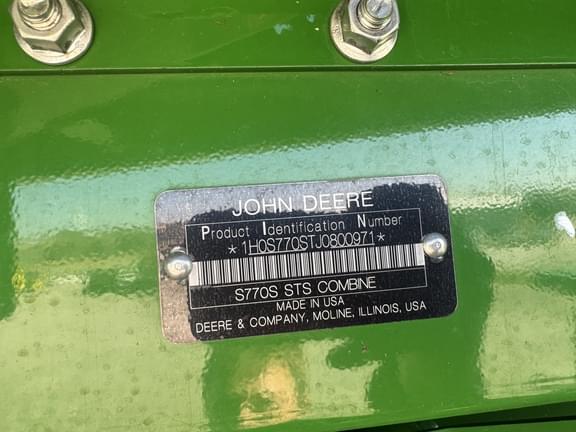 JOHN DEERE
Product Identification Number
*1H0S770STJ0800971*
S770S STS COMBINE
MADE IN USA
DEERE & COMPANY, MOLINE, ILLINOIS, USA